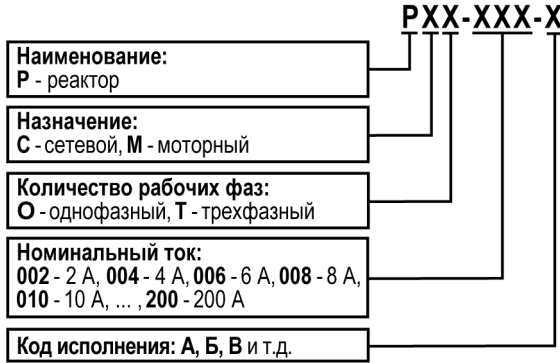 РХХ-ХХХ-Х
Наименование:
Р - реактор
Назначение:
С - сетевой, М - моторный
Количество рабочих фаз:
О - однофазный, Т - трехфазный
Номинальный ток:
002 - 2 А, 004 - 4 А, 006 - 6 А, 008 - 8 А,
010 - 10 А, ... , 200 - 200 А
Код исполнения: А, Б, В и т.д.